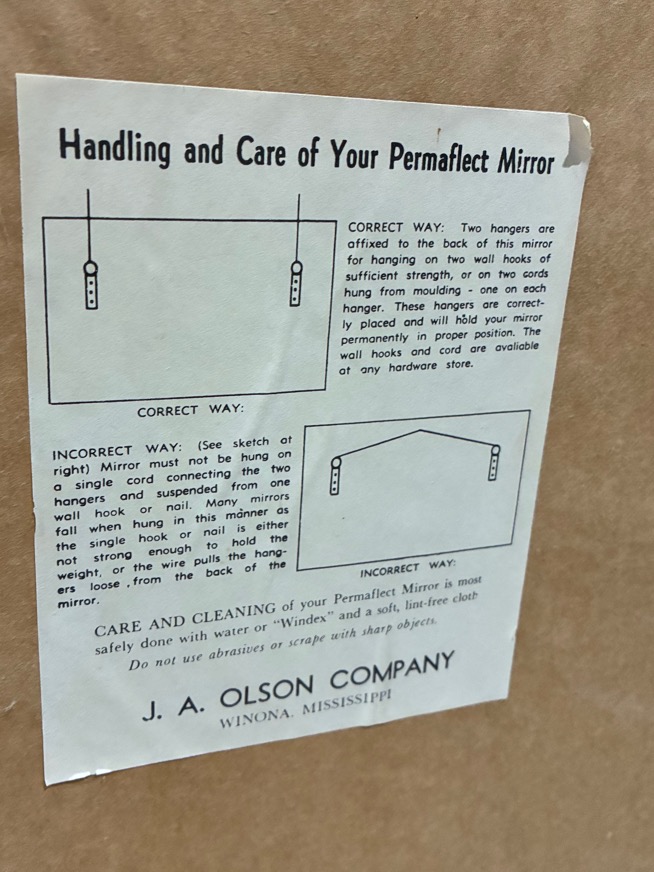 Handling and Care of Your Permaflect Mirror
CORRECT WAY: Two hangers are
affixed to the back of this mirror
for hanging on two wall hooks of
sufficient strength, or on two cords
hung from moulding - one on each
hanger. These hangers are correct-
ly placed and will hold your mirror
permanently in proper position. The
wall hooks and cord are avaliable
at any hardware store.
CORRECT WAY:
INCORRECT WAY: (See sketch at
right) Mirror must not be hung on
a single cord connecting the two
hangers and suspended from one
wall hook or nail. Many mirrors
fall when hung in this manner as
the single hook or nail is either
not strong enough to hold the
weight, or the wire pulls the hang-
ers loose from the back of the
mirror.
INCORRECT WAY:
CARE AND CLEANING of your Permaflect Mirror is most
safely done with water or "Windex" and a soft, lint-free cloth
Do not use abrasives or scrape with sharp objects.
J. A. OLSON COMPANY
WINONA, MISSISSIPPI